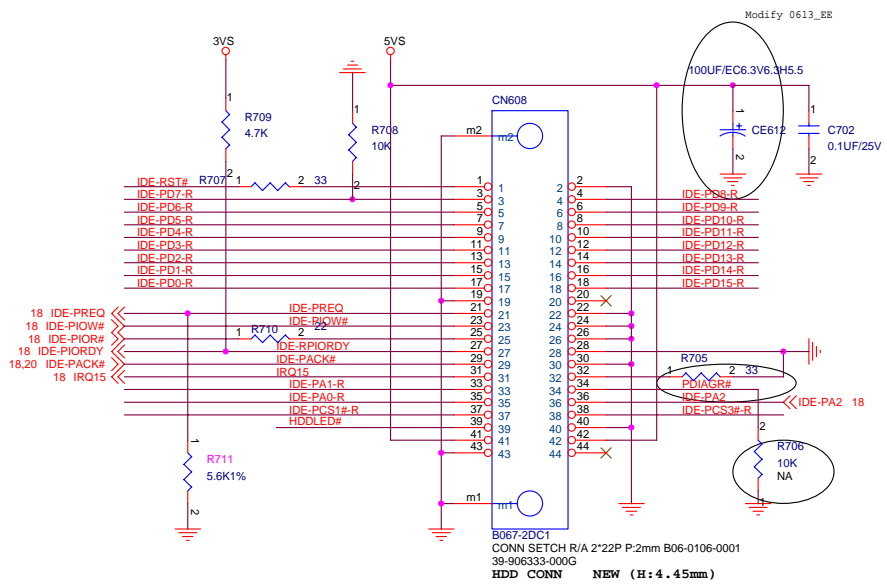 Modify 0613_EE
3VS
5VS
100UF/EC6.3V6.3H5.5
1
R709
4.7K
2
1
R708
10K
2
CN608
m2
m2
1
CE612
2
1
C702
0.1UF/25V
2
IDE-RST# R707 1 2 33 1 1 2 2
IDE-PD7-R 3 3 4 4 IDE-PD8-R
IDE-PD6-R 5 5 6 6 IDE-PD9-R
IDE-PD5-R 7 7 8 8 IDE-PD10-R
IDE-PD4-R 9 9 10 10 IDE-PD11-R
IDE-PD3-R 11 11 12 12 IDE-PD12-R
IDE-PD2-R 13 13 14 14 IDE-PD13-R
IDE-PD1-R 15 15 16 16 IDE-PD14-R
IDE-PD0-R 17 17 18 18 IDE-PD15-R
19 19 20 20
18 IDE-PREQ IDE-PREQ 21 21 22 22
18 IDE-PIOW# IDE-PIOW# 23 23 24 24
18 IDE-PIOR# 1 R710 2 22 25 25 26 26
18 IDE-PIORDY IDE-RPIORDY 27 27 28 28
18,20 IDE-PACK# IDE-PACK# 29 29 30 30 R705
18 IRQ15 IRQ15 31 31 32 32 1 2 33
IDE-PA1-R 33 33 34 34 PDIAGR#
IDE-PA0-R 35 35 36 36 IDE-PA2 IDE-PA2 18
IDE-PCS1#-R 37 37 38 38 IDE-PCS3#-R
HDDLED# 39 39 40 40
41 41 42 42
43 43 44 44
1
R711
5.6K1%
2
2
R706
10K
NA
1
m1
m1
B067-2DC1
CONN SETCH R/A 2*22P P:2mm B06-0106-0001
39-906333-000G
HDD CONN NEW (H:4.45mm)